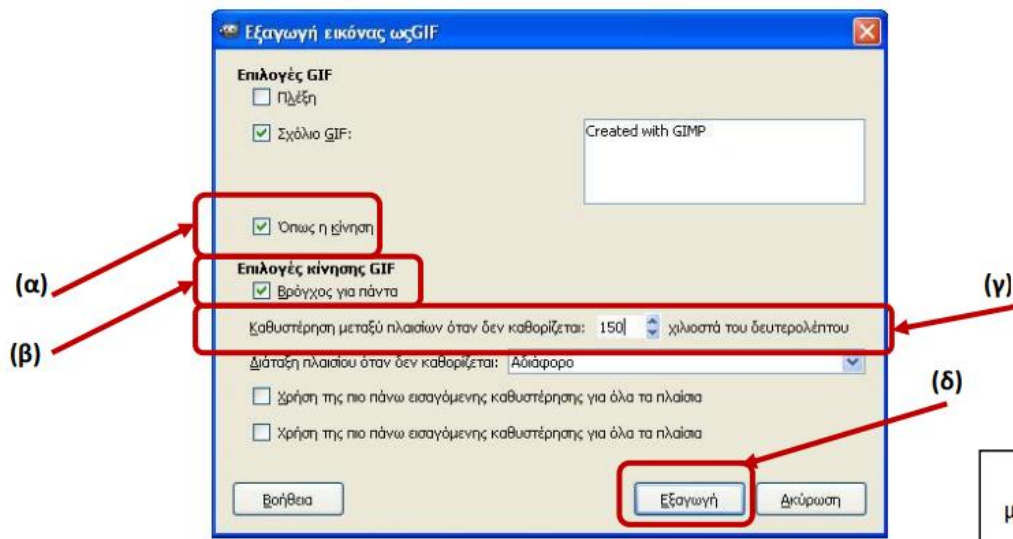 Εξαγωγή εικόνας ωςGIF
Επιλογές GIF
Πλέξη
Σχόλιο GIF:
Created with GIMP
Όπως η κίνηση
(α)
Επιλογές κίνησης GIF
Βρόγχος για πάντα
(γ)
Καθυστέρηση μεταξύ πλαισίων όταν δεν καθορίζεται: 150 χιλιοστά του δευτερολέπτου
(β)
Διάταξη πλαισίου όταν δεν καθορίζεται: Αδιάφορο
(δ)
Χρήση της πιο πάνω εισαγόμενης καθυστέρησης για όλα τα πλαίσια
Χρήση της πιο πάνω εισαγόμενης καθυστέρησης για όλα τα πλαίσια
Βοήθεια
Εξαγωγή
Ακύρωση